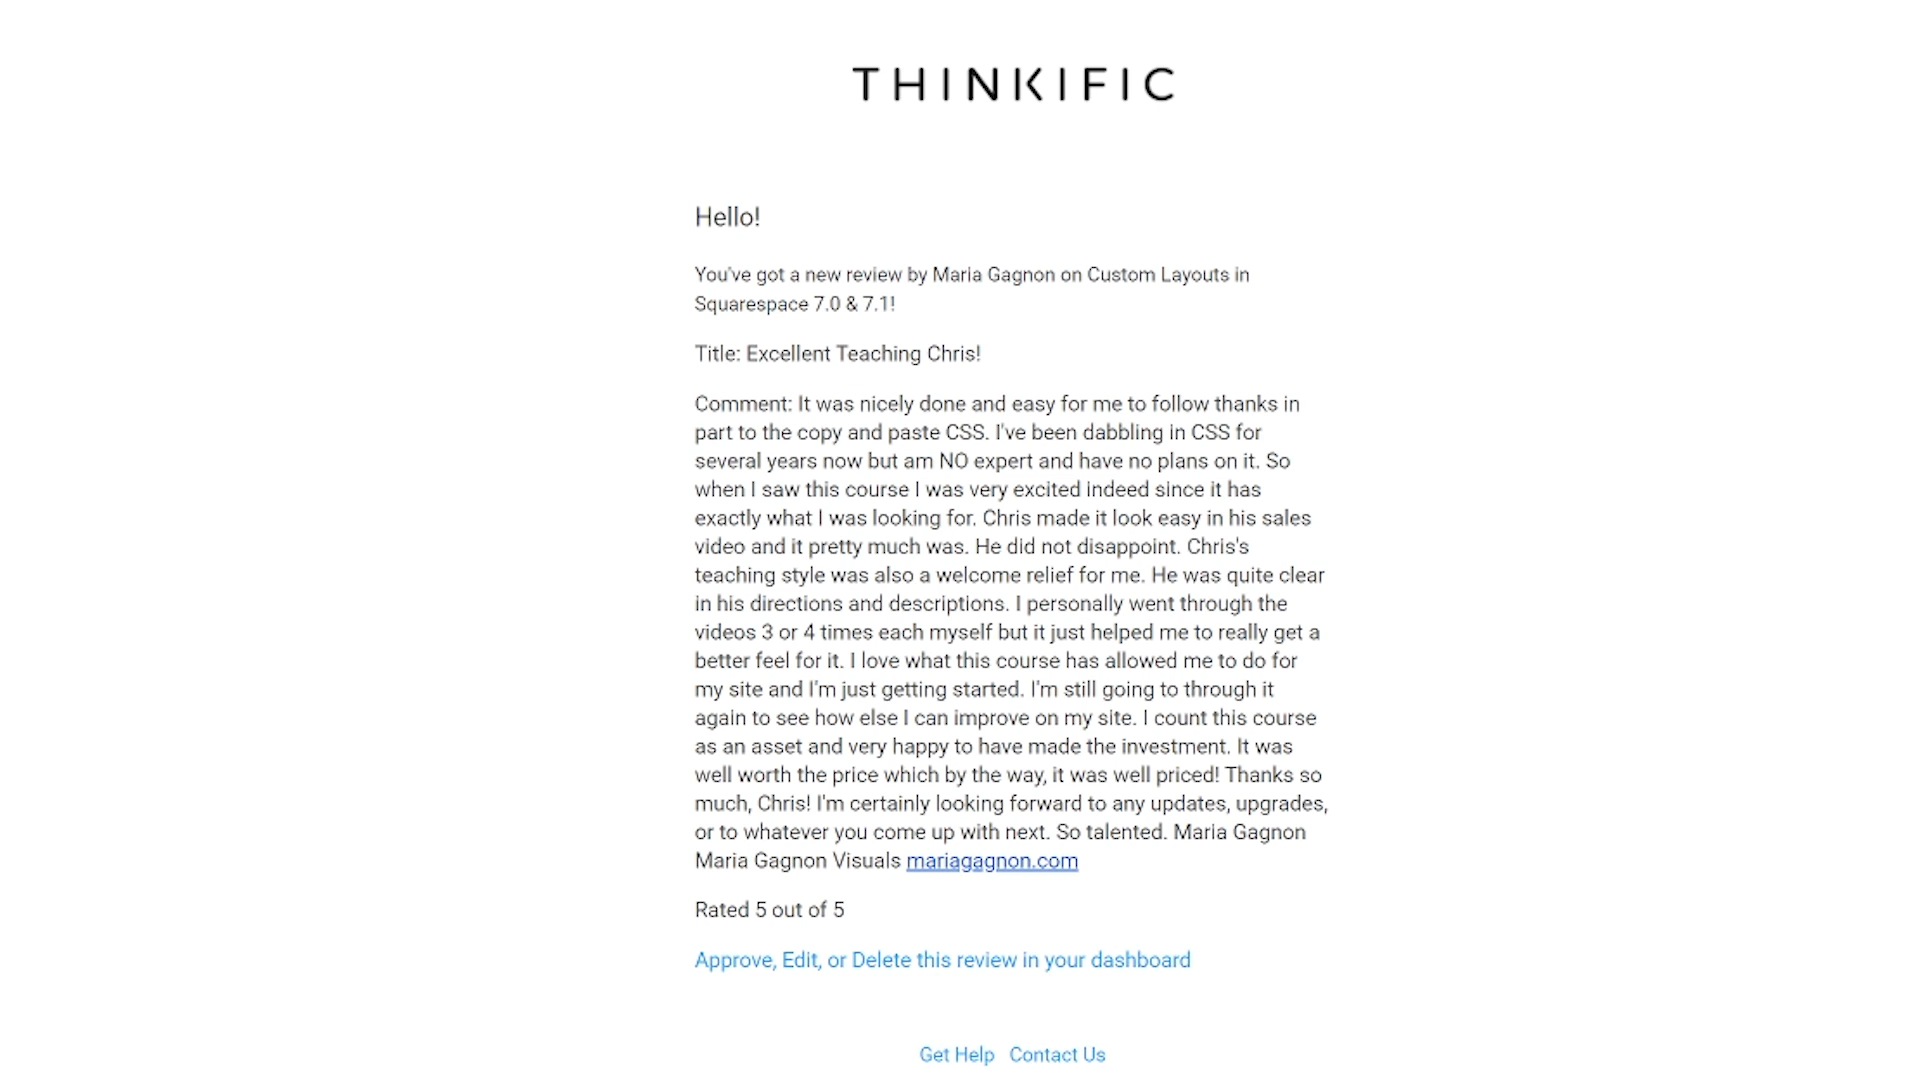 THINKIFIC
Hello!
You've got a new review by Maria Gagnon on Custom Layouts in
Squarespace 7.0 & 7.1!
Title: Excellent Teaching Chris!
Comment: It was nicely done and easy for me to follow thanks in
part to the copy and paste CSS. I've been dabbling in CSS for
several years now but am NO expert and have no plans on it. So
when I saw this course I was very excited indeed since it has
exactly what I was looking for. Chris made it look easy in his sales
video and it pretty much was. He did not disappoint. Chris's
teaching style was also a welcome relief for me. He was quite clear
in his directions and descriptions. I personally went through the
videos 3 or 4 times each myself but it just helped me to really get a
better feel for it. I love what this course has allowed me to do for
my site and I'm just getting started. I'm still going to through it
again to see how else I can improve on my site. I count this course
as an asset and very happy to have made the investment. It was
well worth the price which by the way, it was well priced! Thanks so
much, Chris! I'm certainly looking forward to any updates, upgrades,
or to whatever you come up with next. So talented. Maria Gagnon
Maria Gagnon Visuals mariagagnon.com
Rated 5 out of 5
Approve, Edit, or Delete this review in your dashboard
Get Help Contact Us